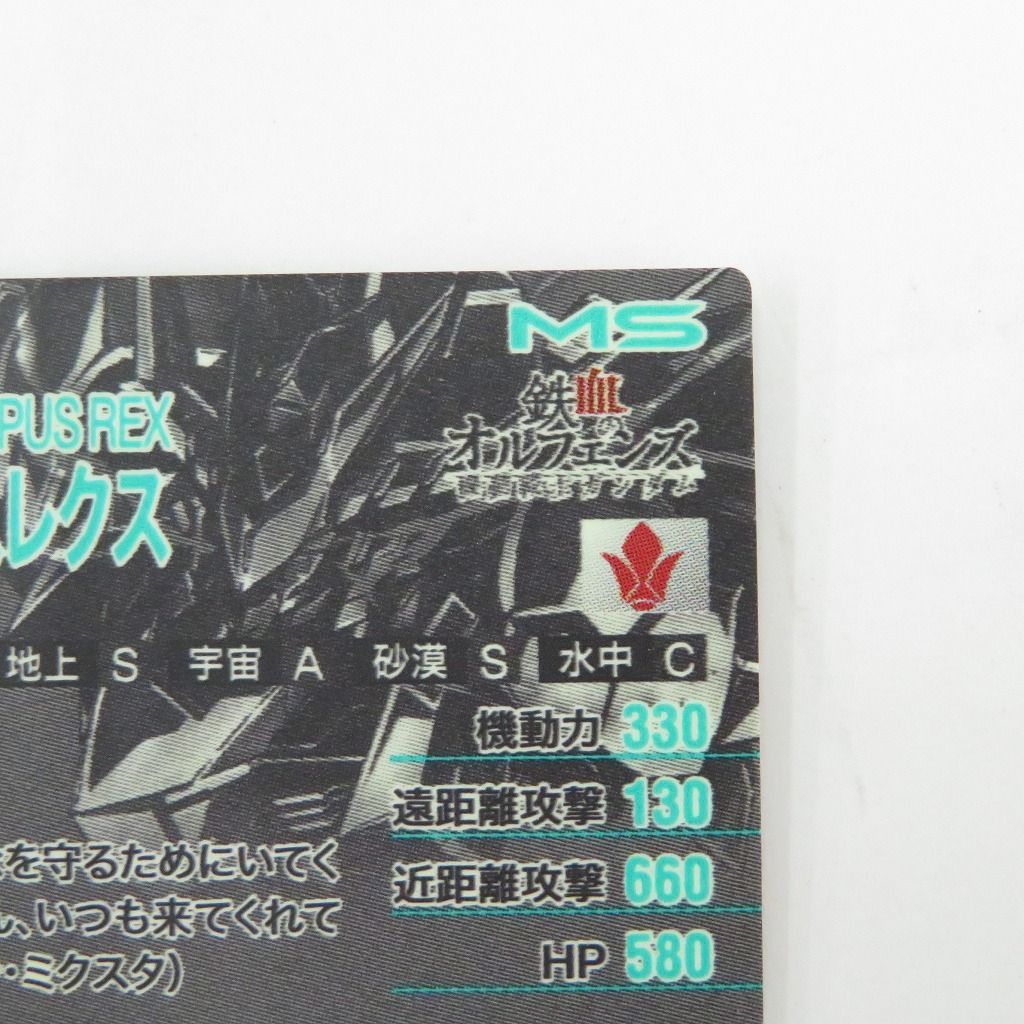 MS
鉄血の
オルフェンズ
PUS REX
レクス
地上 S 宇宙 A 砂漠 S 水中 C
機動力 330
遠距離攻撃 130
近距離攻撃 660
HP 580
を守るためにいてく
し、いつも来てくれて
・ミクスタ）